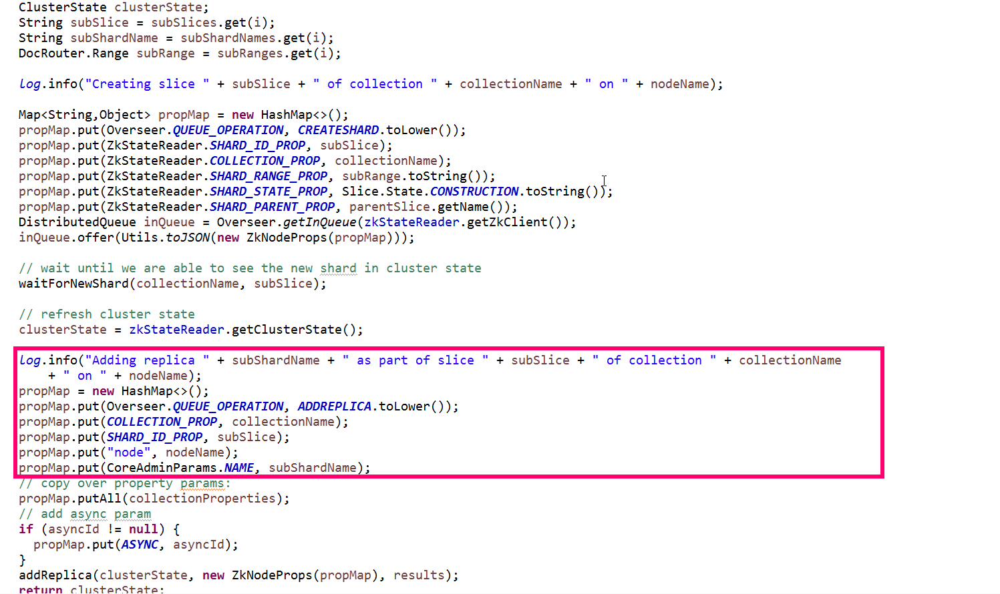 ClusterState clusterState;
String subSlice = subSlices.get(i);
String subShardName = subShardNames.get(i);
DocRouter.Range subRange = subRanges.get(i);
log.info("Creating slice " + subSlice + " of collection " + collectionName + " on " + nodeName);
Map<String,Object> propMap = new HashMap<>();
propMap.put(Overseer.QUEUE_OPERATION, CREATESHARD.toLower());
propMap.put(ZkStateReader.SHARD_ID_PROP, subSlice);
propMap.put(ZkStateReader.COLLECTION_PROP, collectionName);
propMap.put(ZkStateReader.SHARD_RANGE_PROP, subRange.toString());
propMap.put(ZkStateReader.SHARD_STATE_PROP, Slice.State.CONSTRUCTION.toString());
propMap.put(ZkStateReader.SHARD_PARENT_PROP, parentSlice.getName());
DistributedQueue inQueue = Overseer.getInQueue(zkStateReader.getZkClient());
inQueue.offer(Utils.toJSON(new ZkNodeProps(propMap)));
// wait until we are able to see the new shard in cluster state
waitForNewShard(collectionName, subSlice);
// refresh cluster state
clusterState = zkStateReader.getClusterState();
log.info("Adding replica " + subShardName + " as part of slice " + subSlice + " of collection " + collectionName
    + " on " + nodeName);
propMap = new HashMap<>();
propMap.put(Overseer.QUEUE_OPERATION, ADDREPLICA.toLower());
propMap.put(COLLECTION_PROP, collectionName);
propMap.put(SHARD_ID_PROP, subSlice);
propMap.put("node", nodeName);
propMap.put(CoreAdminParams.NAME, subShardName);
// copy over property params:
propMap.putAll(collectionProperties);
// add async param
if (asyncId != null) {
  propMap.put(ASYNC, asyncId);
}
addReplica(clusterState, new ZkNodeProps(propMap), results);
return clusterState;